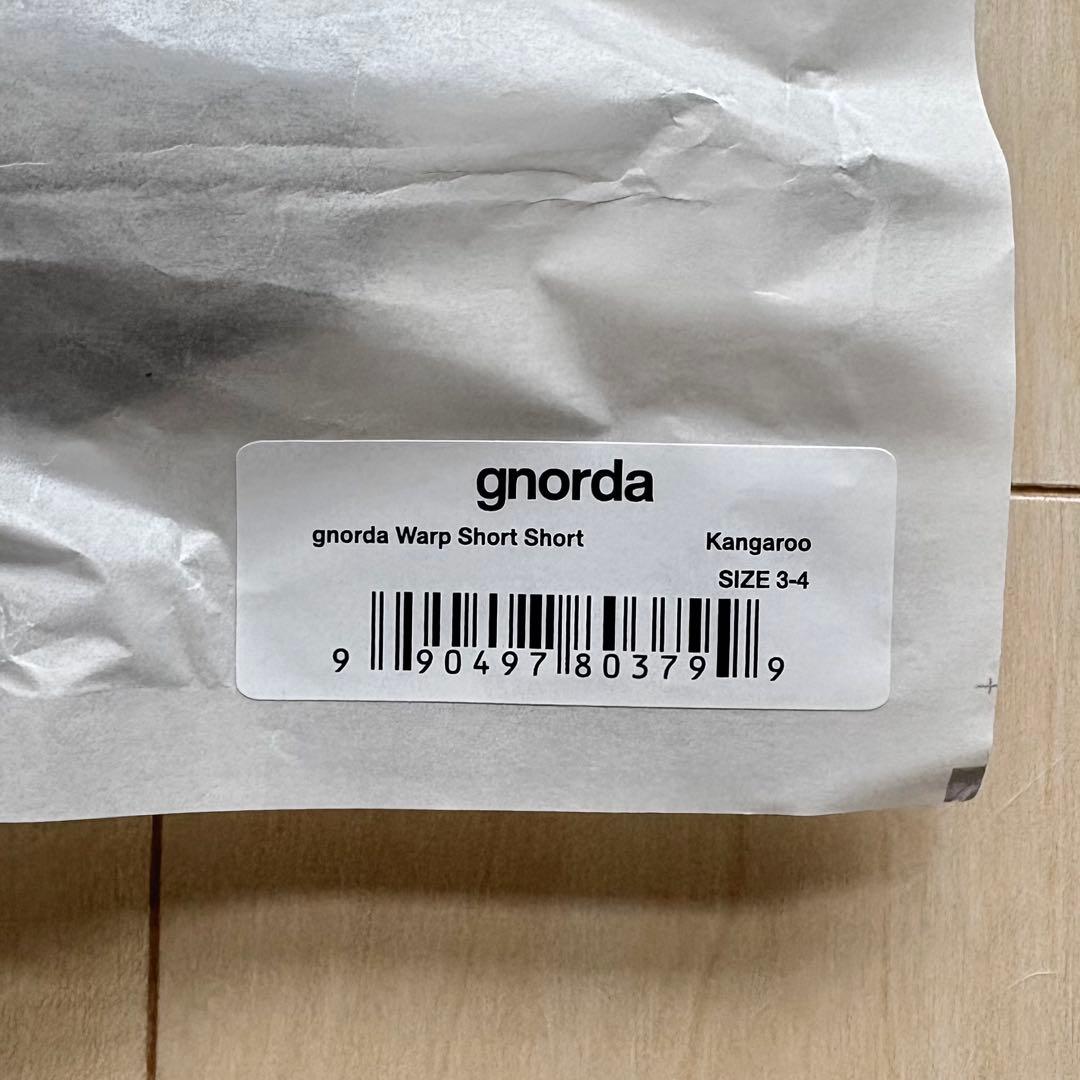 gnorda
gnorda Warp Short Short Kangaroo
SIZE 3-4
9 90497 80379 9